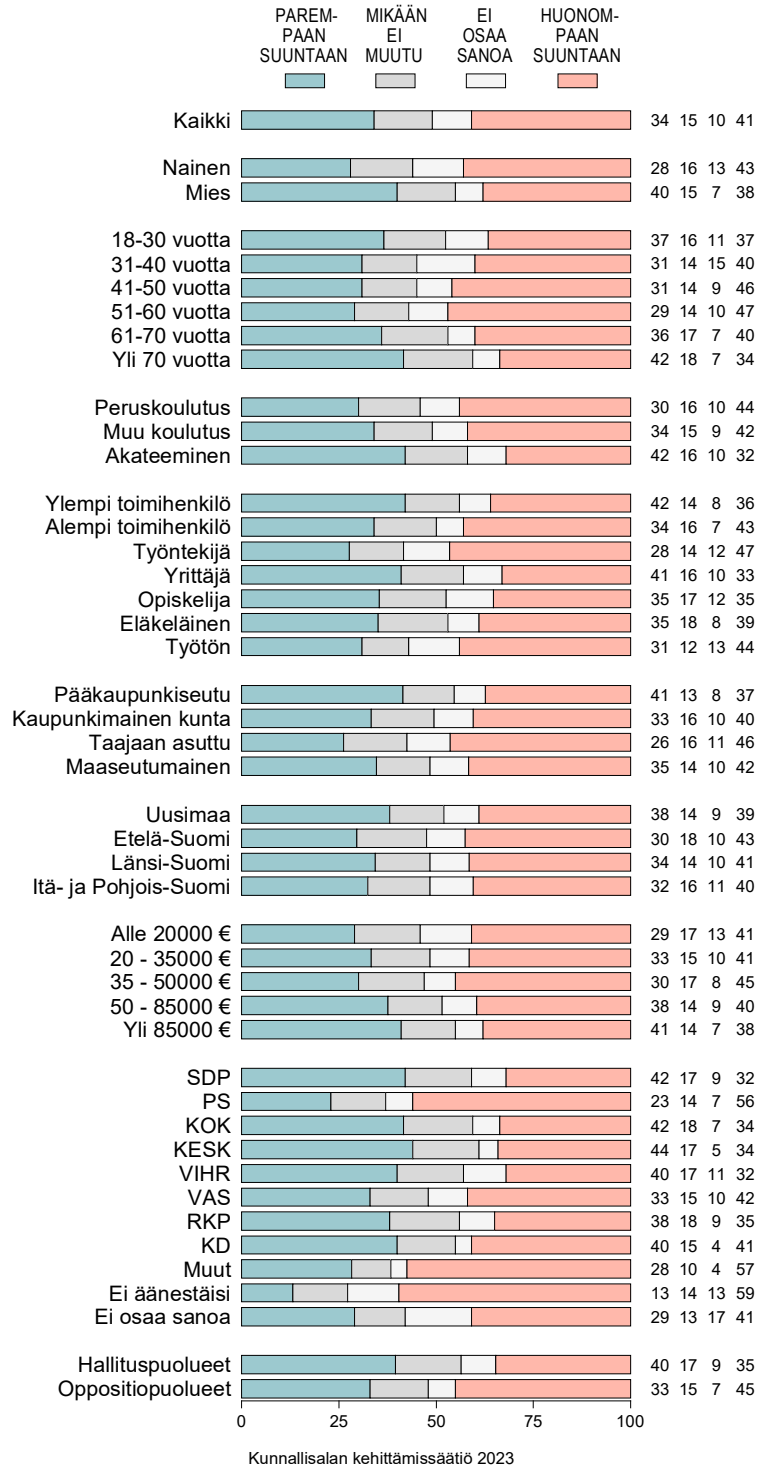 PAREM- MIKÄÄN EI HUONOM-
PAAN EI OSAA PAAN
SUUNTAAN MUUTU SANOA SUUNTAAN
Kaikki 34 15 10 41
Nainen 28 16 13 43
Mies 40 15 7 38
18-30 vuotta 37 16 11 37
31-40 vuotta 31 14 15 40
41-50 vuotta 31 14 9 46
51-60 vuotta 29 14 10 47
61-70 vuotta 36 17 7 40
Yli 70 vuotta 42 18 7 34
Peruskoulutus 30 16 10 44
Muu koulutus 34 15 9 42
Akateeminen 42 16 10 32
Ylempi toimihenkilö 42 14 8 36
Alempi toimihenkilö 34 16 7 43
Työntekijä 28 14 12 47
Yrittäjä 41 16 10 33
Opiskelija 35 17 12 35
Eläkeläinen 35 18 8 39
Työtön 31 12 13 44
Pääkaupunkiseutu 41 13 8 37
Kaupunkimainen kunta 33 16 10 40
Taajaan asuttu 26 16 11 46
Maaseutumainen 35 14 10 42
Uusimaa 38 14 9 39
Etelä-Suomi 30 18 10 43
Länsi-Suomi 34 14 10 41
Itä- ja Pohjois-Suomi 32 16 11 40
Alle 20000 € 29 17 13 41
20 - 35000 € 33 15 10 41
35 - 50000 € 30 17 8 45
50 - 85000 € 38 14 9 40
Yli 85000 € 41 14 7 38
SDP 42 17 9 32
PS 23 14 7 56
KOK 42 18 7 34
KESK 44 17 5 34
VIHR 40 17 11 32
VAS 33 15 10 42
RKP 38 18 9 35
KD 40 15 4 41
Muut 28 10 4 57
Ei äänestäisi 13 14 13 59
Ei osaa sanoa 29 13 17 41
Hallituspuolueet 40 17 9 35
Oppositiopuolueet 33 15 7 45
0 25 50 75 100
Kunnallisalan kehittämissäätiö 2023